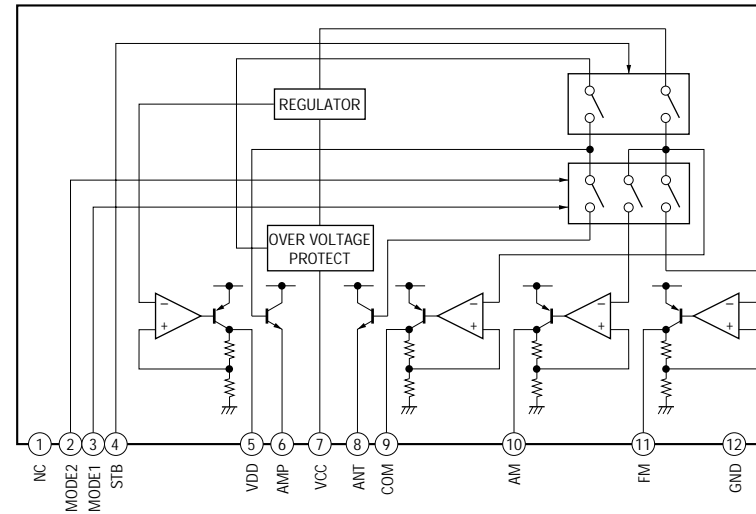 REGULATOR
OVER VOLTAGE
PROTECT
− − − −
+ + + +
1 2 3 4 5 6 7 8 9 10 11 12
NC MODE2 MODE1 STB VDD AMP VCC ANT COM AM FM GND